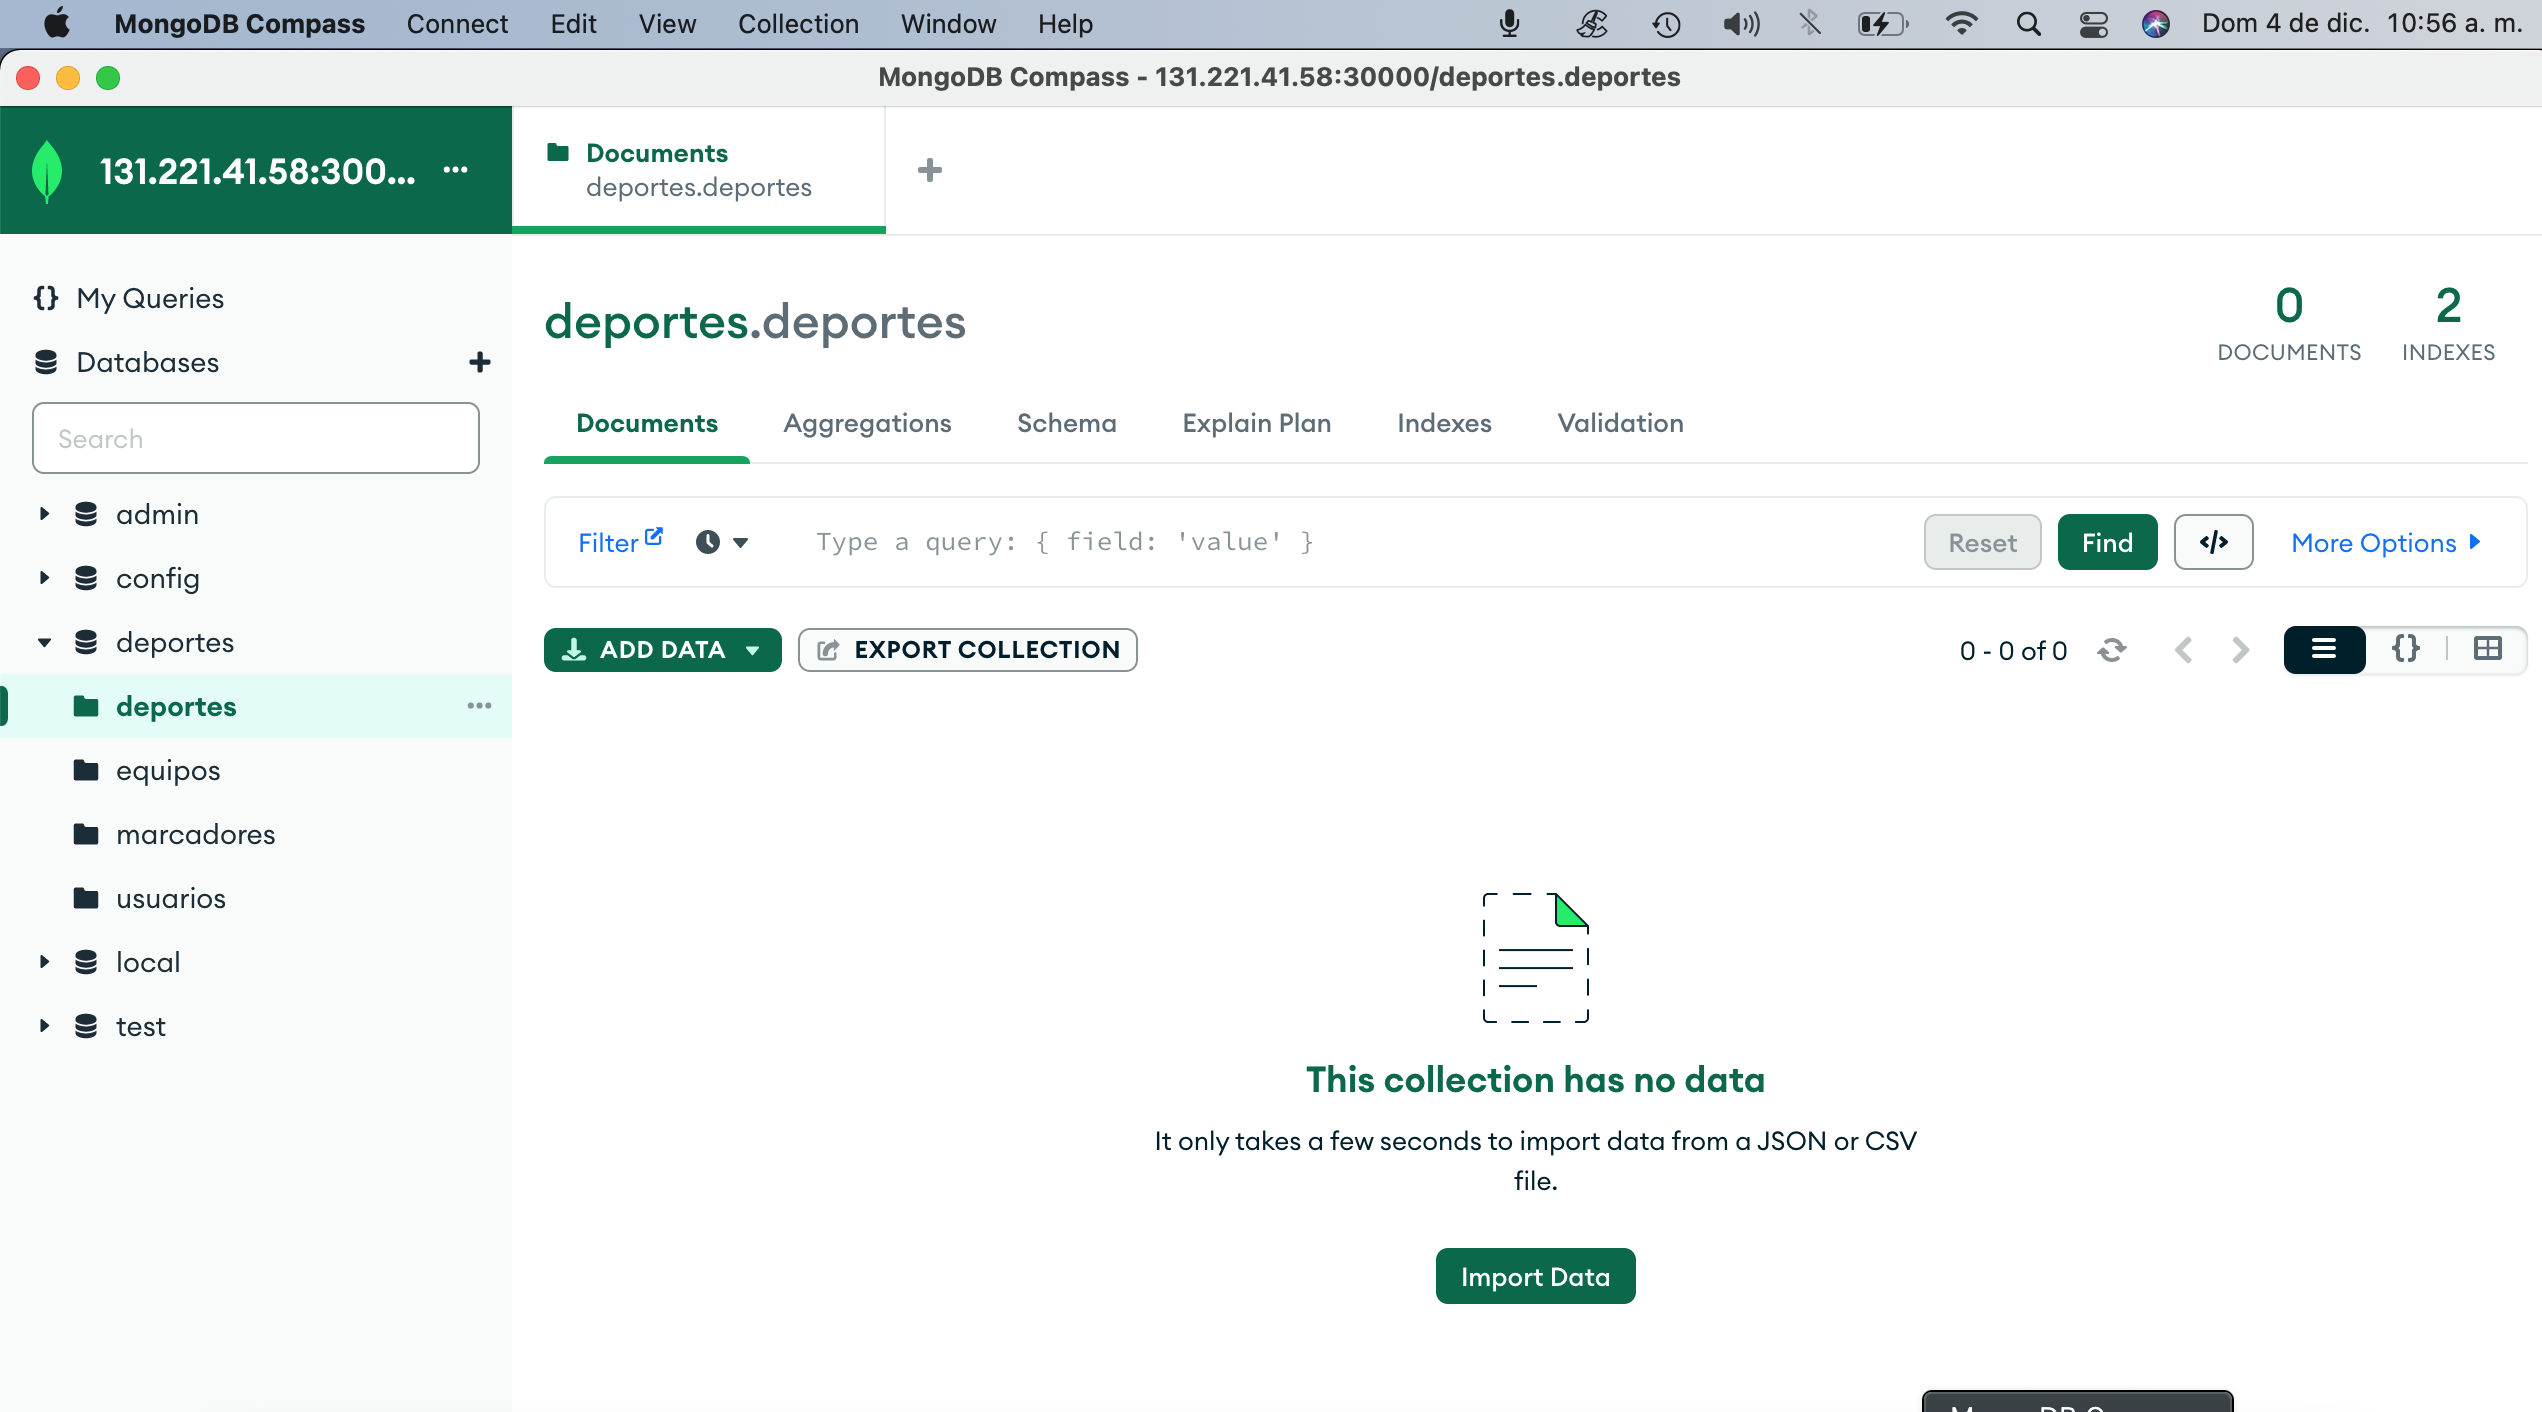 MongoDB Compass Connect Edit View Collection Window Help Dom 4 de dic. 10:56 a. m.
MongoDB Compass - 131.221.41.58:30000/deportes.deportes
131.221.41.58:300... ...
Documents
deportes.deportes
+
{} My Queries
Databases +
Search
admin
config
deportes
deportes ...
equipos
marcadores
usuarios
local
test
deportes.deportes
0
DOCUMENTS
2
INDEXES
Documents Aggregations Schema Explain Plan Indexes Validation
Filter Type a query: { field: 'value' } Reset Find </> More Options
ADD DATA EXPORT COLLECTION 0 - 0 of 0 {}
This collection has no data
It only takes a few seconds to import data from a JSON or CSV
file.
Import Data